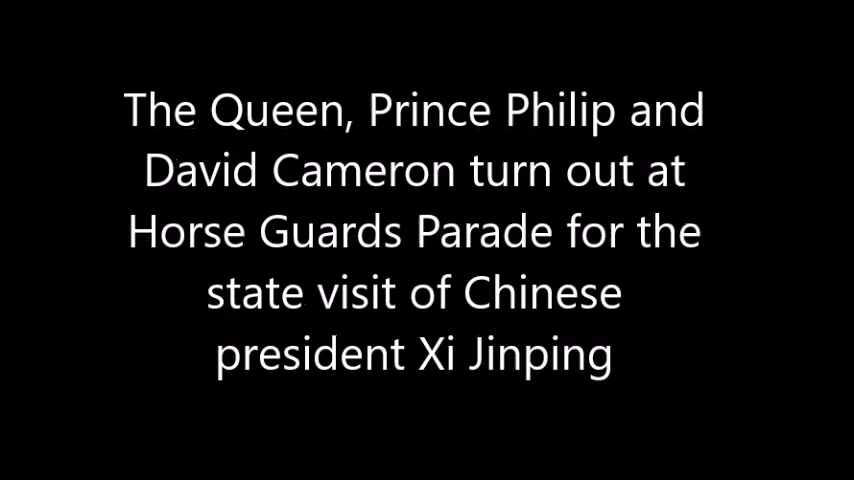 The Queen, Prince Philip and
David Cameron turn out at
Horse Guards Parade for the
state visit of Chinese
president Xi Jinping